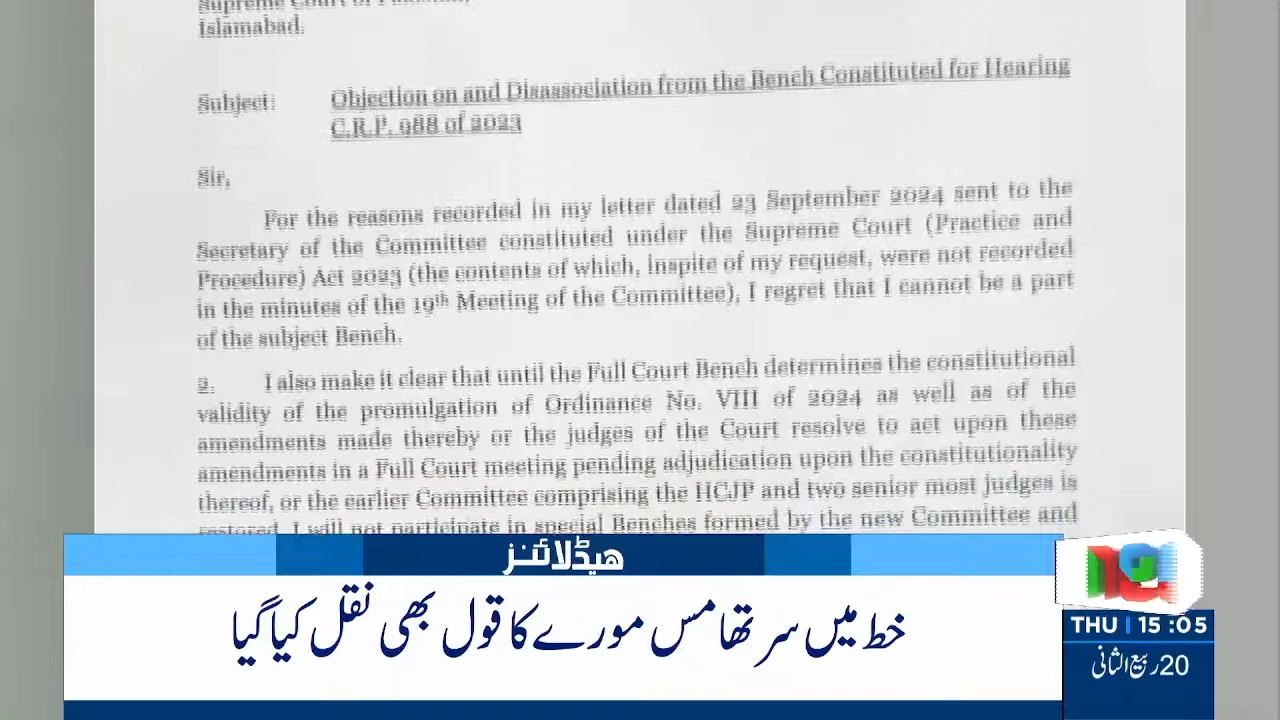 Supreme Court of Pakistan,
Islamabad.
Subject: Objection on and Disassociation from the Bench Constituted for Hearing
C.R.P. 988 of 2023
Sir,
For the reasons recorded in my letter dated 23 September 2024 sent to the
Secretary of the Committee constituted under the Supreme Court (Practice and
Procedure) Act 2023 (the contents of which, inspite of my request, were not recorded
in the minutes of the 19th Meeting of the Committee), I regret that I cannot be a part
of the subject Bench.
2. I also make it clear that until the Full Court Bench determines the constitutional
validity of the promulgation of Ordinance No. VIII of 2024 as well as of the
amendments made thereby or the judges of the Court resolve to act upon these
amendments in a Full Court meeting pending adjudication upon the constitutionality
thereof, or the earlier Committee comprising the HCJP and two senior most judges is
restored, I will not participate in special Benches formed by the new Committee and
ہیڈلائنز
خط میں سر تھامس مورے کا قول بھی نقل کیا گیا
THU | 15:05
20 ربیع الثانی